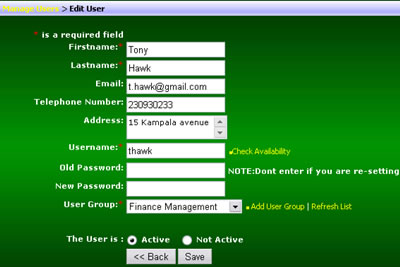 Manage Users > Edit User
* is a required field
Firstname:* Tony
Lastname:* Hawk
Email: t.hawk@gmail.com
Telephone Number: 230930233
Address: 15 Kampala avenue
Username:* thawk Check Availability
Old Password: NOTE:Dont enter if you are re-setting
New Password:
User Group:* Finance Management Add User Group | Refresh List
The User is : Active Not Active
<< Back Save